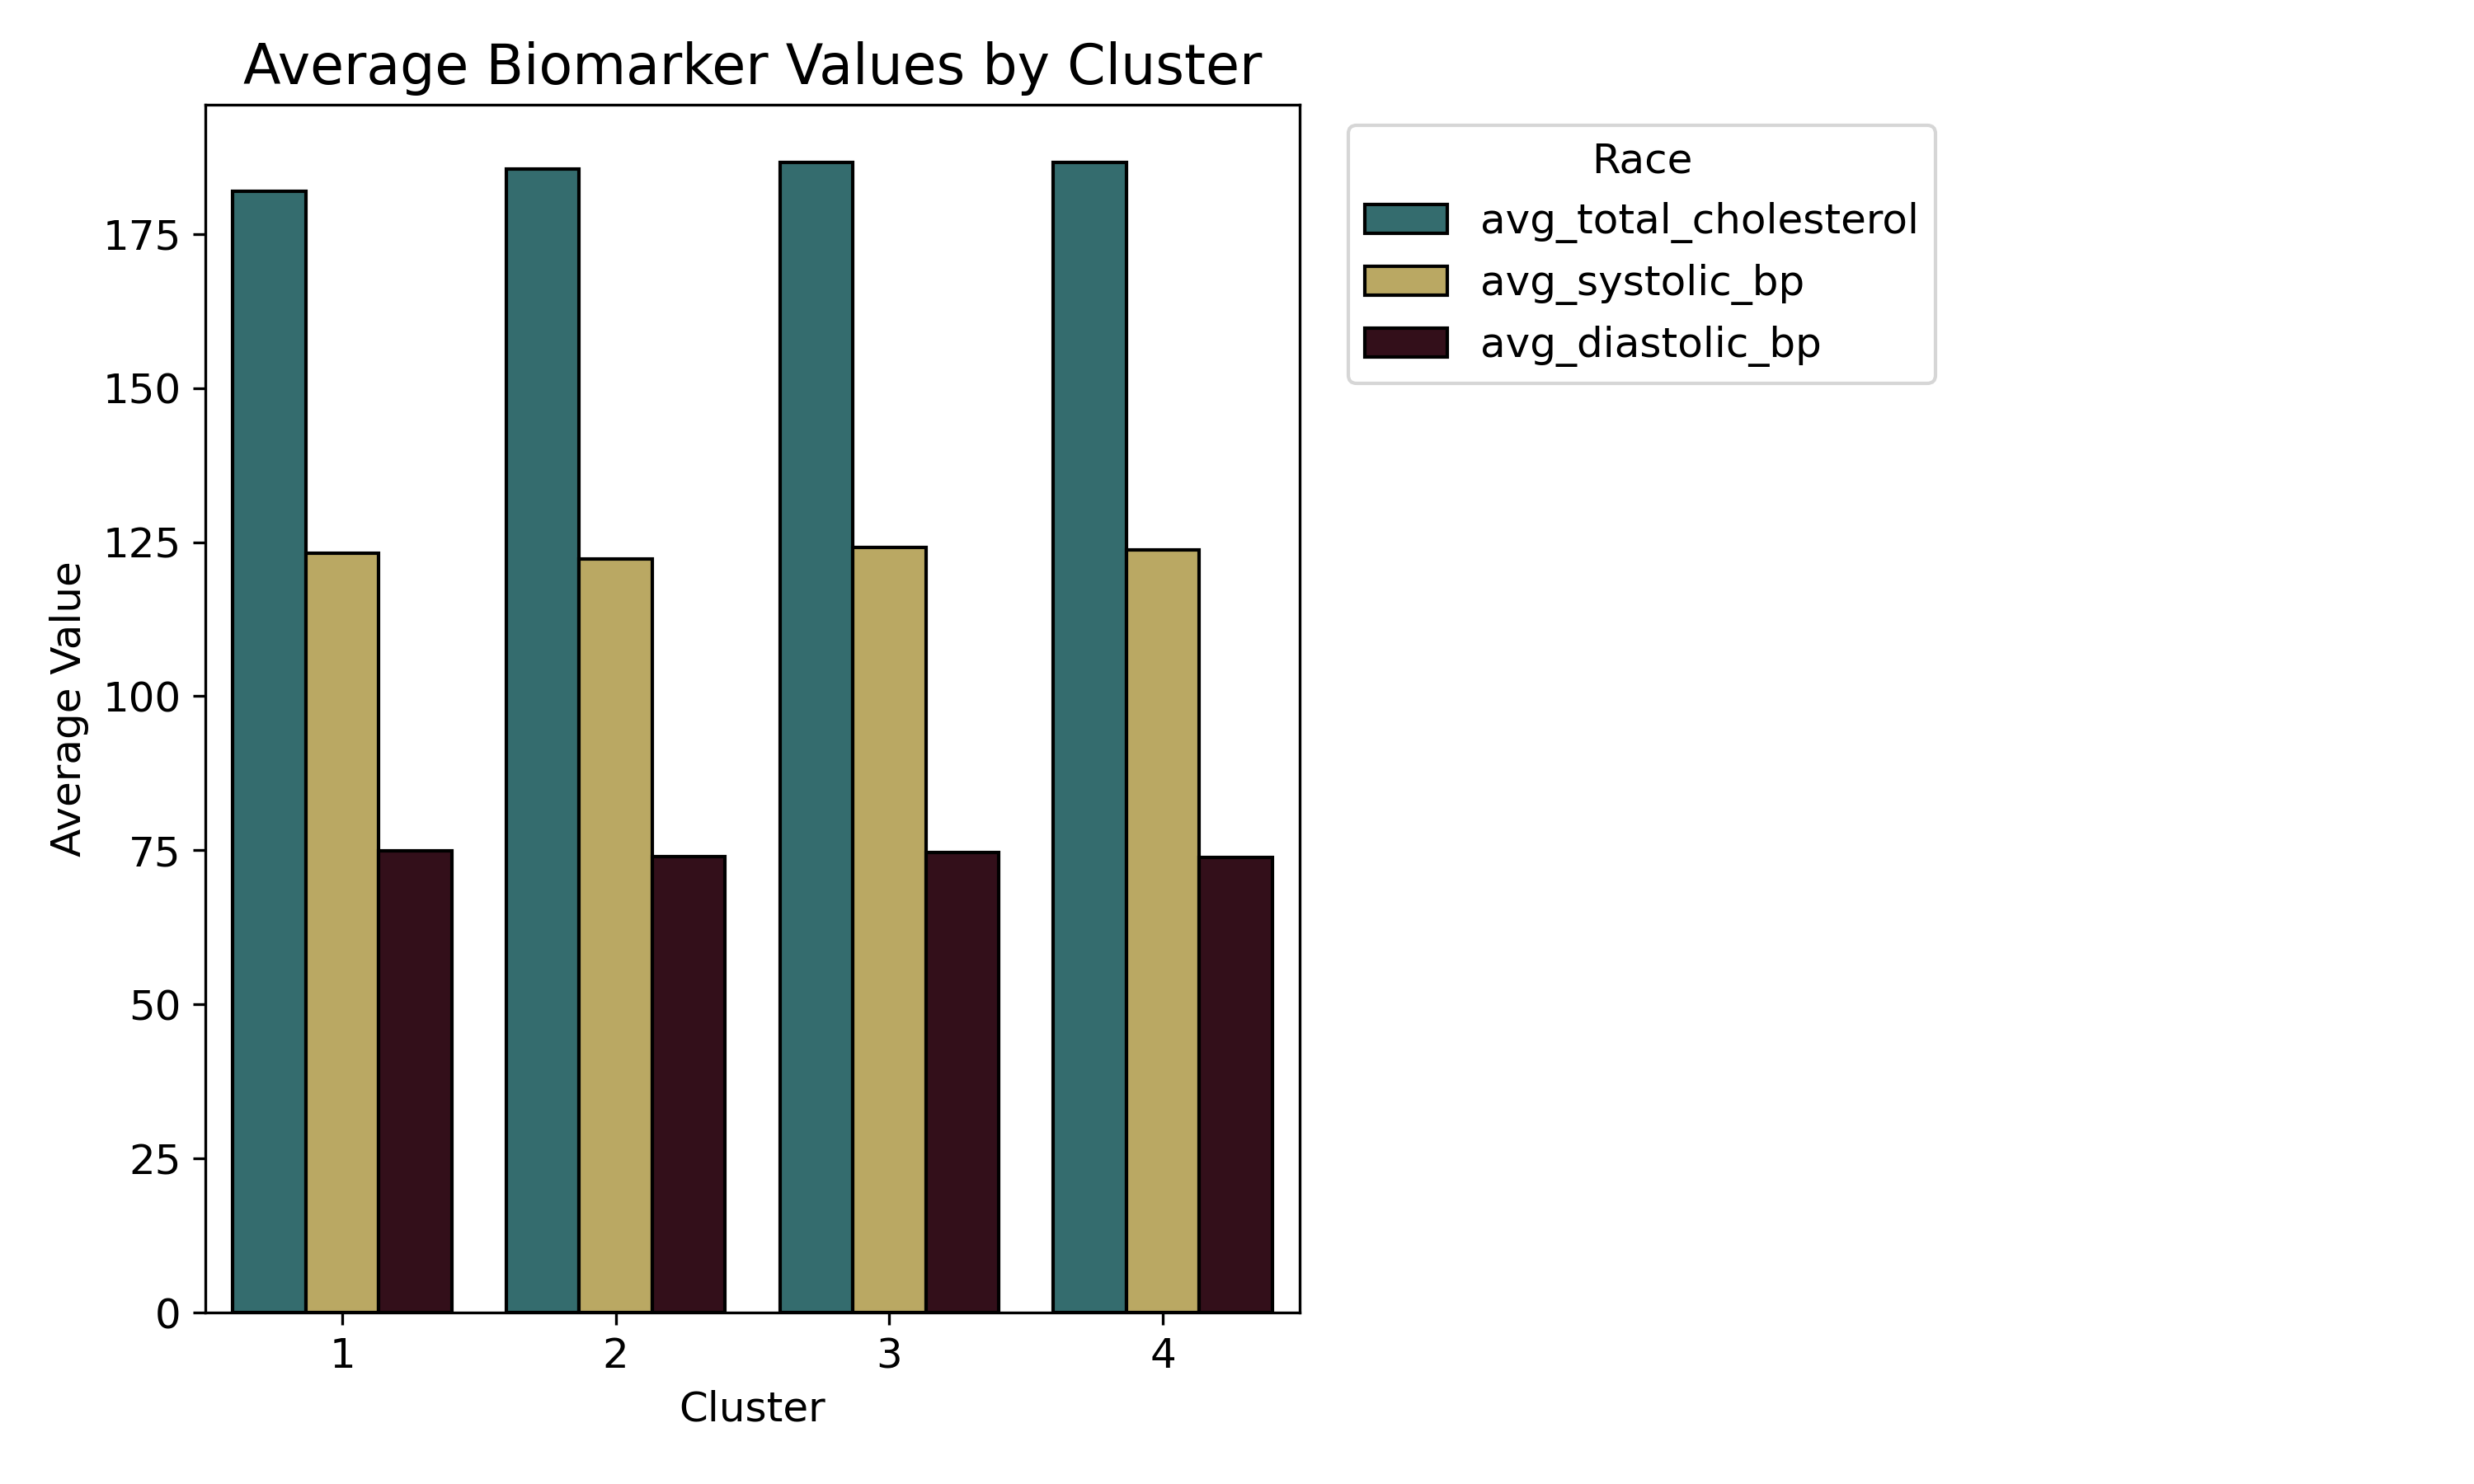 Average Biomarker Values by Cluster
Average Value
175
150
125
100
75
50
25
0
1 2 3 4
Cluster
Race
avg_total_cholesterol
avg_systolic_bp
avg_diastolic_bp